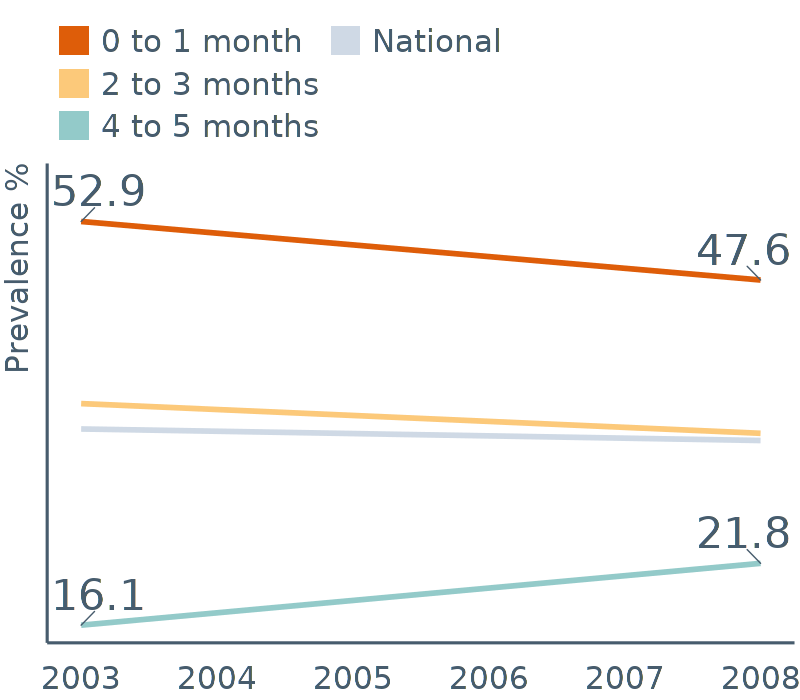 0 to 1 month
National
2 to 3 months
4 to 5 months
Prevalence %
52.9
47.6
21.8
16.1
2003 2004 2005 2006 2007 2008